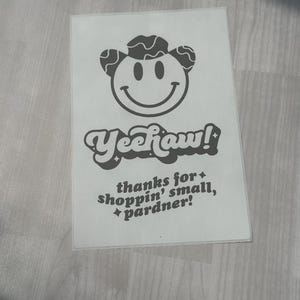 Yeehaw!
thanks for
shoppin' small,
pardner!